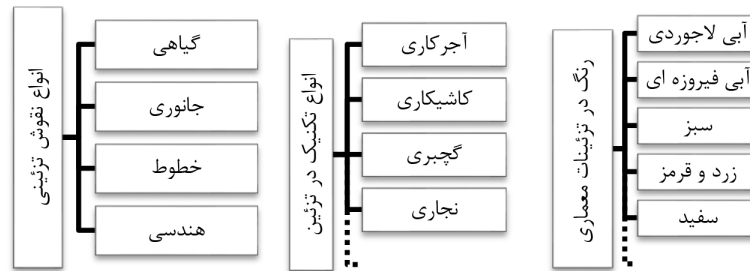 رنگ در تزئینات معماری
آبی لاجوردی
آبی فیروزه ای
سبز
زرد و قرمز
سفید
انواع تکنیک در تزئین
آجرکاری
کاشیکاری
گچبری
نجاری
انواع نقوش تزئینی
گیاهی
جانوری
خطوط
هندسی